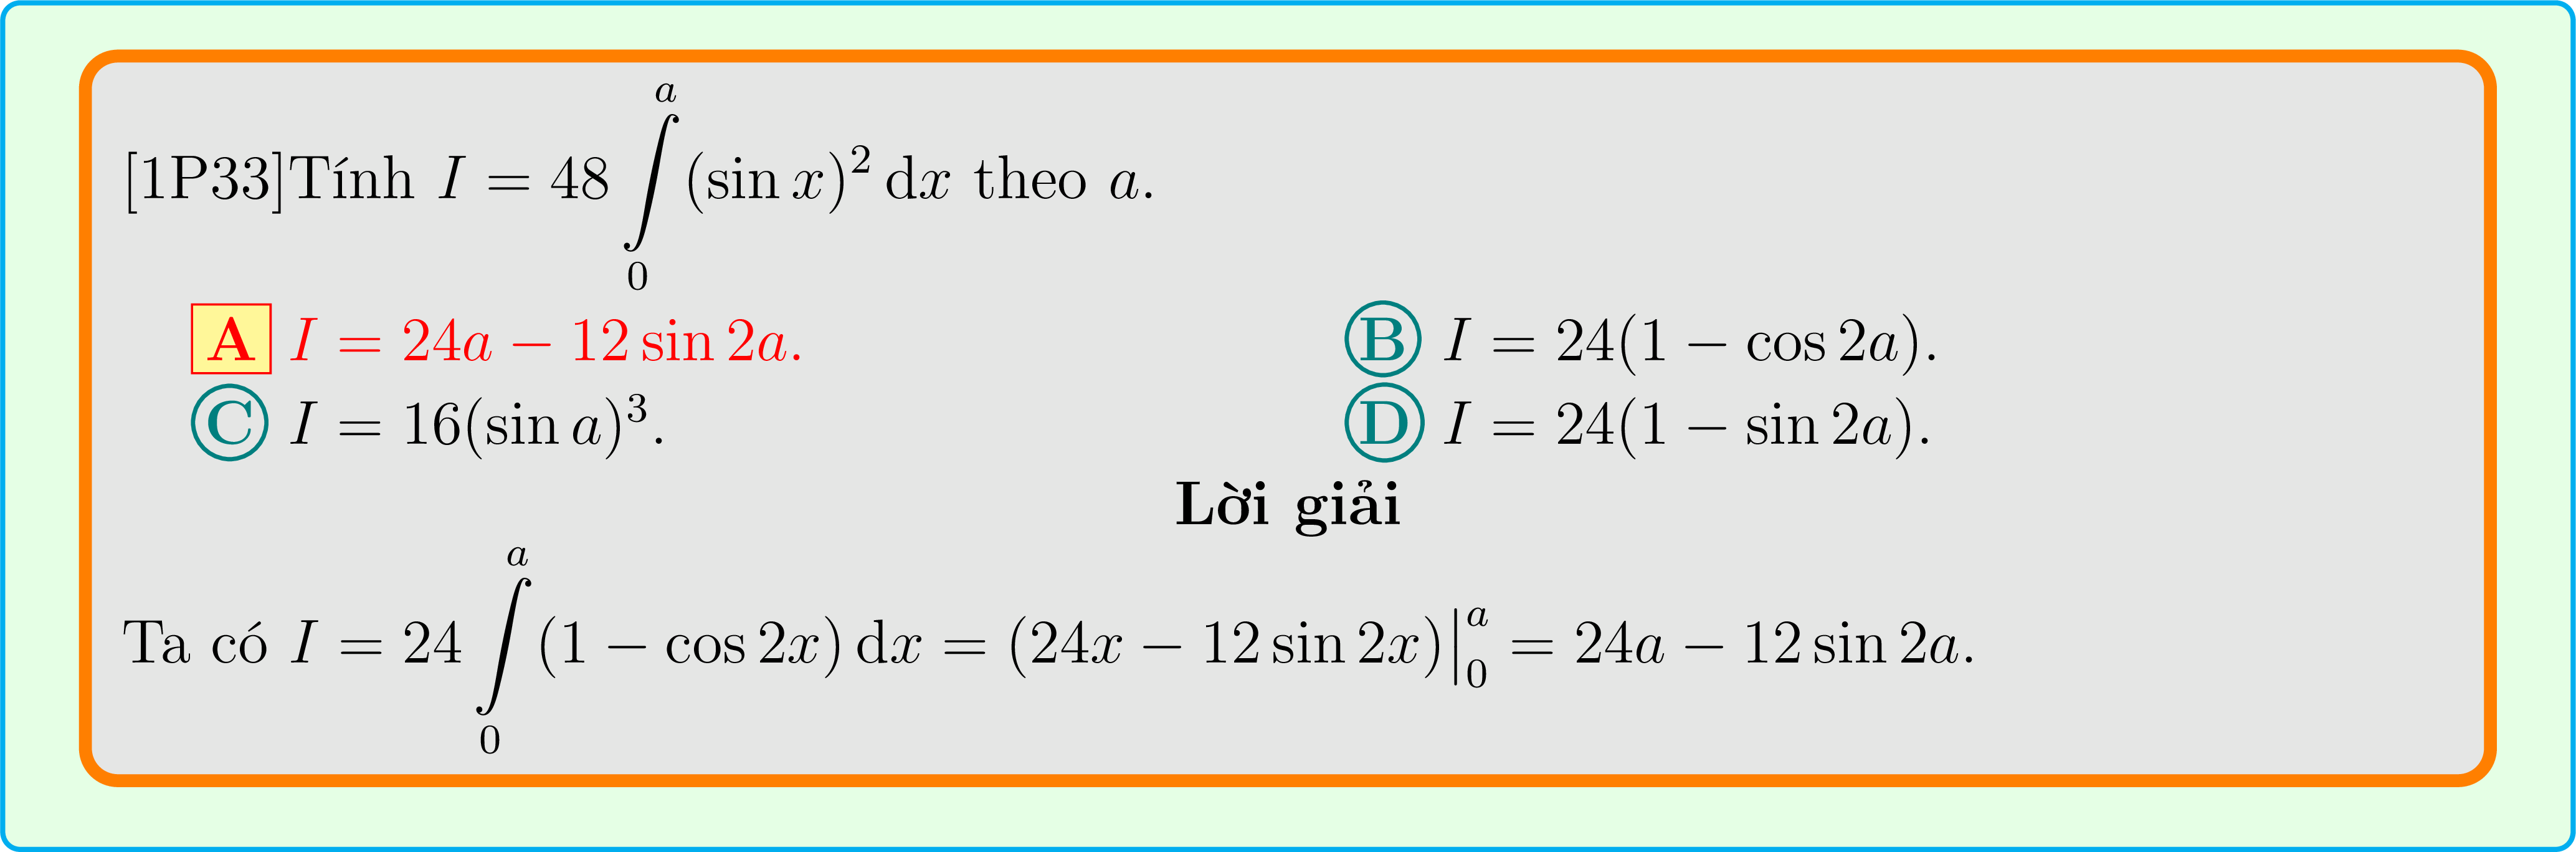 [1P33]Tính $I = 48 \int\limits_0^a (\sin x)^2 \, \mathrm{d}x$ theo $a$.
A $I = 24a - 12 \sin 2a.$ B $I = 24(1 - \cos 2a).$
C $I = 16(\sin a)^3.$ D $I = 24(1 - \sin 2a).$
Lời giải
Ta có $I = 24 \int\limits_0^a (1 - \cos 2x) \, \mathrm{d}x = (24x - 12 \sin 2x)\Big|_0^a = 24a - 12 \sin 2a.$